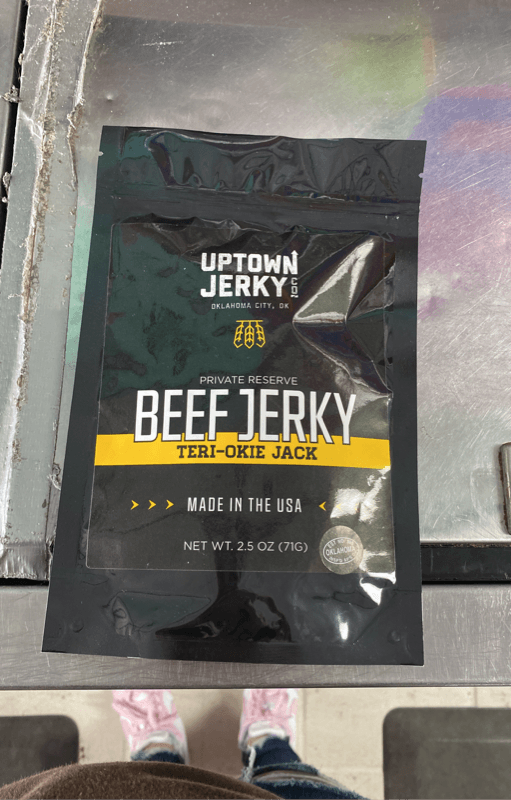 UPTOWN
JERKY CO.
OKLAHOMA CITY, OK
PRIVATE RESERVE
BEEF JERKY
TERI-OKIE JACK
MADE IN THE USA
NET WT. 2.5 OZ (71G)
OKLAHOMA